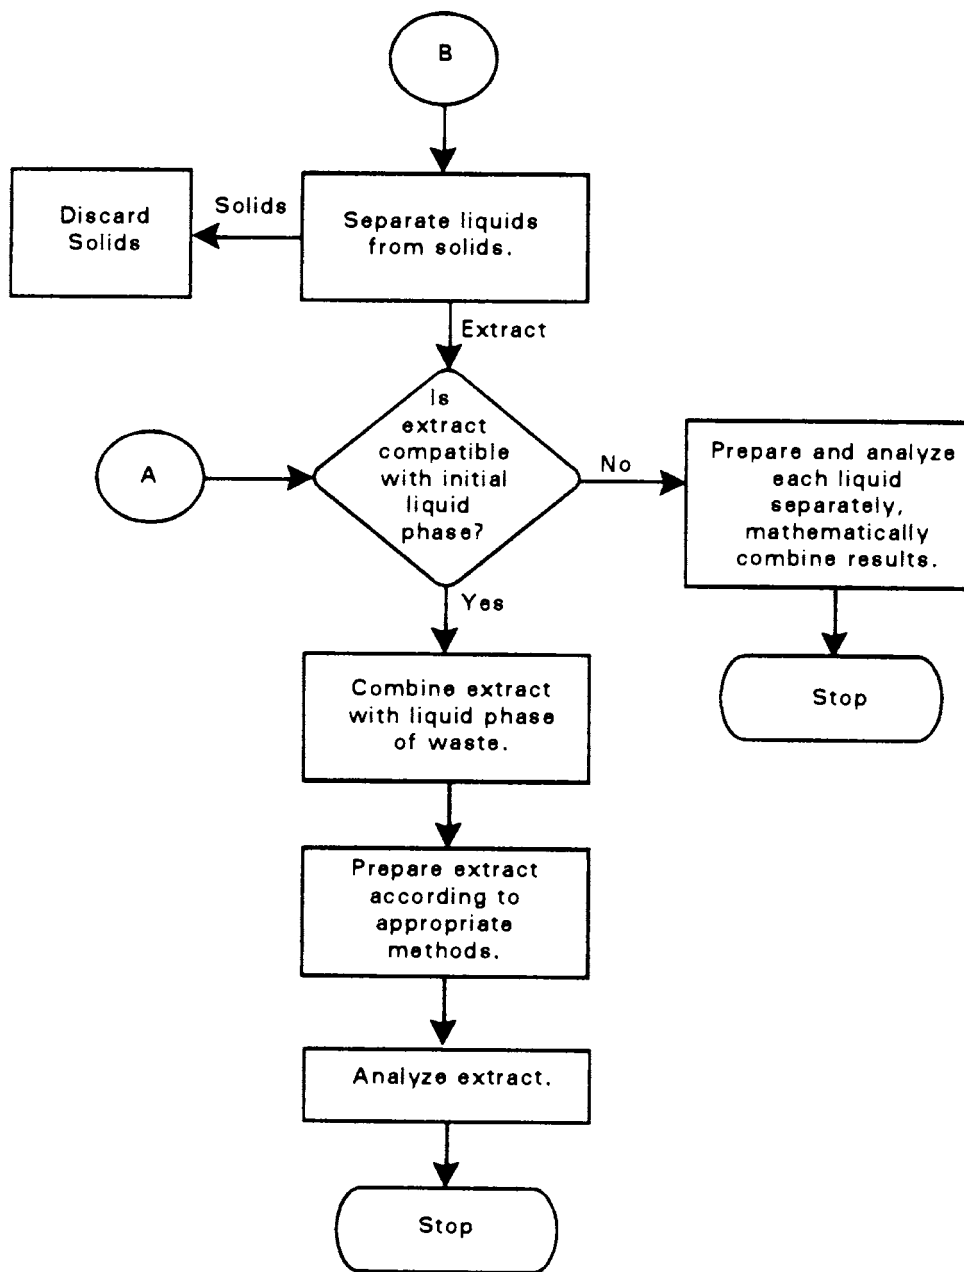 B
Solids
Discard
Solids
Separate liquids
from solids.
Extract
Is
extract
compatible
with initial
liquid
phase?
A
No
Prepare and analyze
each liquid
separately,
mathematically
combine results.
Yes
Stop
Combine extract
with liquid phase
of waste.
Prepare extract
according to
appropriate
methods.
Analyze extract.
Stop